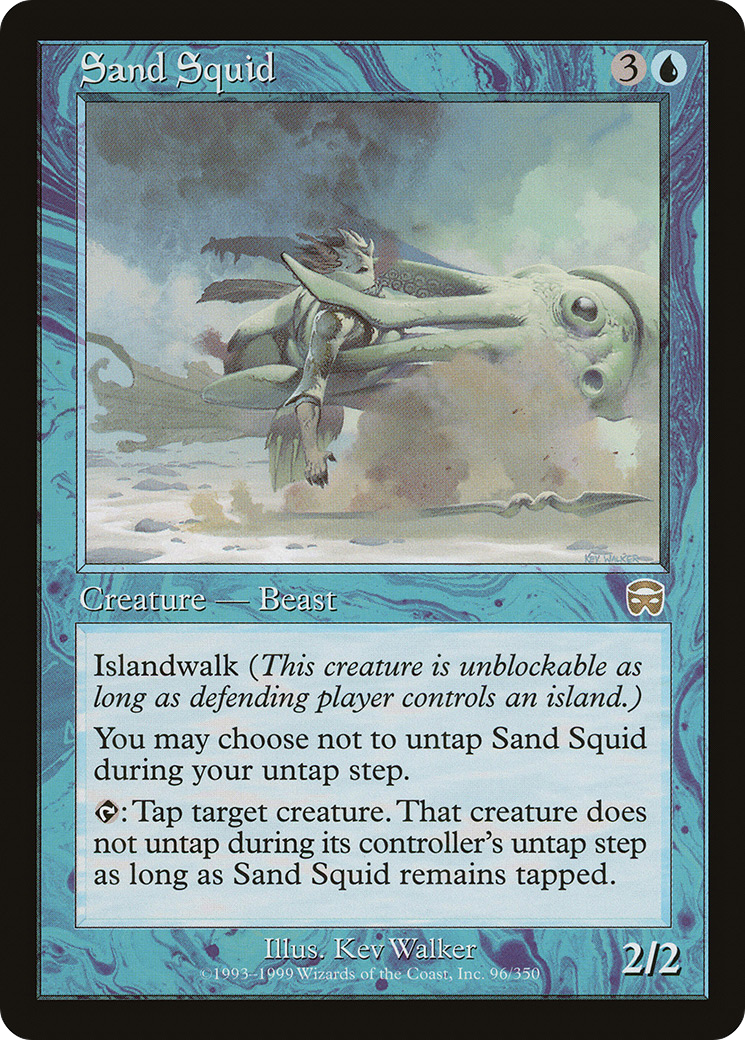 Sand Squid
3
KEV WALKER
Creature — Beast
Islandwalk (This creature is unblockable as
long as defending player controls an island.)
You may choose not to untap Sand Squid
during your untap step.
: Tap target creature. That creature does
not untap during its controller's untap step
as long as Sand Squid remains tapped.
Illus. Kev Walker
©1993–1999 Wizards of the Coast, Inc. 96/350
2/2